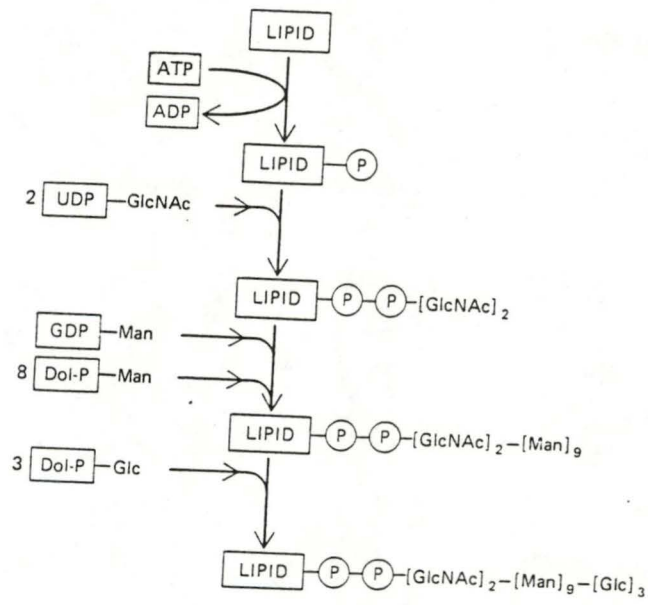 LIPID
ATP
ADP
LIPID P
2 UDP GlcNAc
LIPID P P [GlcNAc] 2
GDP Man
8 Dol-P Man
LIPID P P [GlcNAc] 2 – [Man] 9
3 Dol-P Glc
LIPID P P [GlcNAc] 2 – [Man] 9 – [Glc] 3